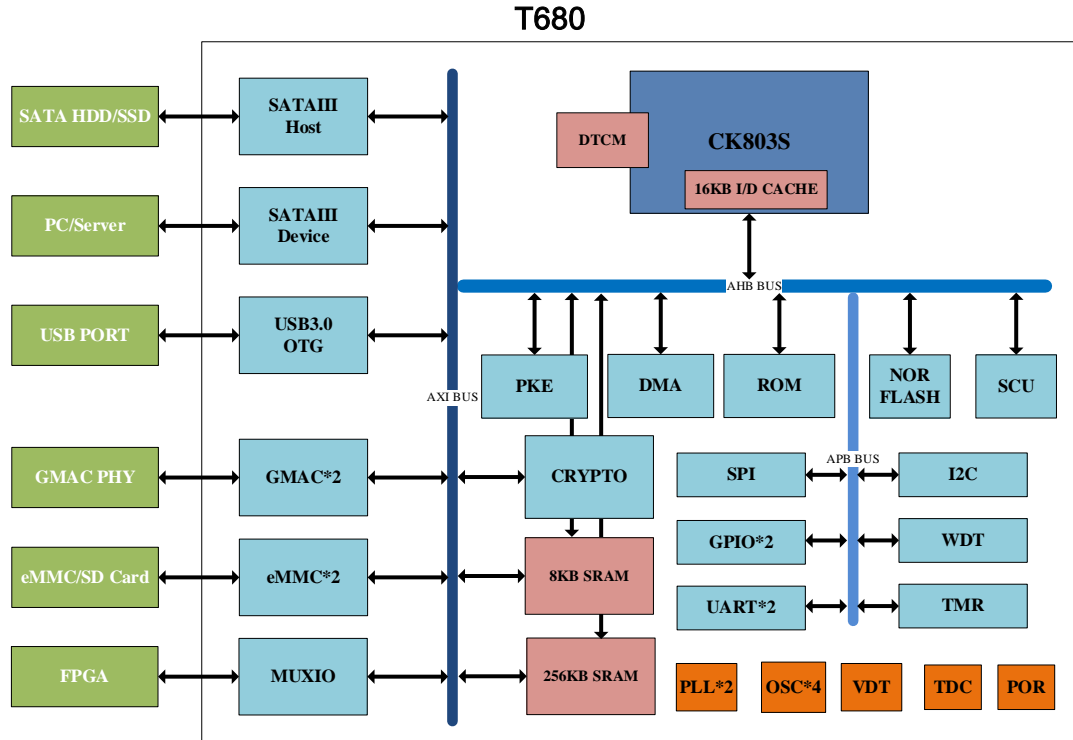 T680
SATA HDD/SSD
SATAIII
Host
DTCM
CK803S
16KB I/D CACHE
PC/Server
SATAIII
Device
AHB BUS
USB PORT
USB3.0
OTG
PKE
DMA
ROM
NOR
FLASH
SCU
AXI BUS
GMAC PHY
GMAC*2
CRYPTO
SPI
APB BUS
I2C
GPIO*2
WDT
eMMC/SD Card
eMMC*2
8KB SRAM
UART*2
TMR
FPGA
MUXIO
256KB SRAM
PLL*2
OSC*4
VDT
TDC
POR